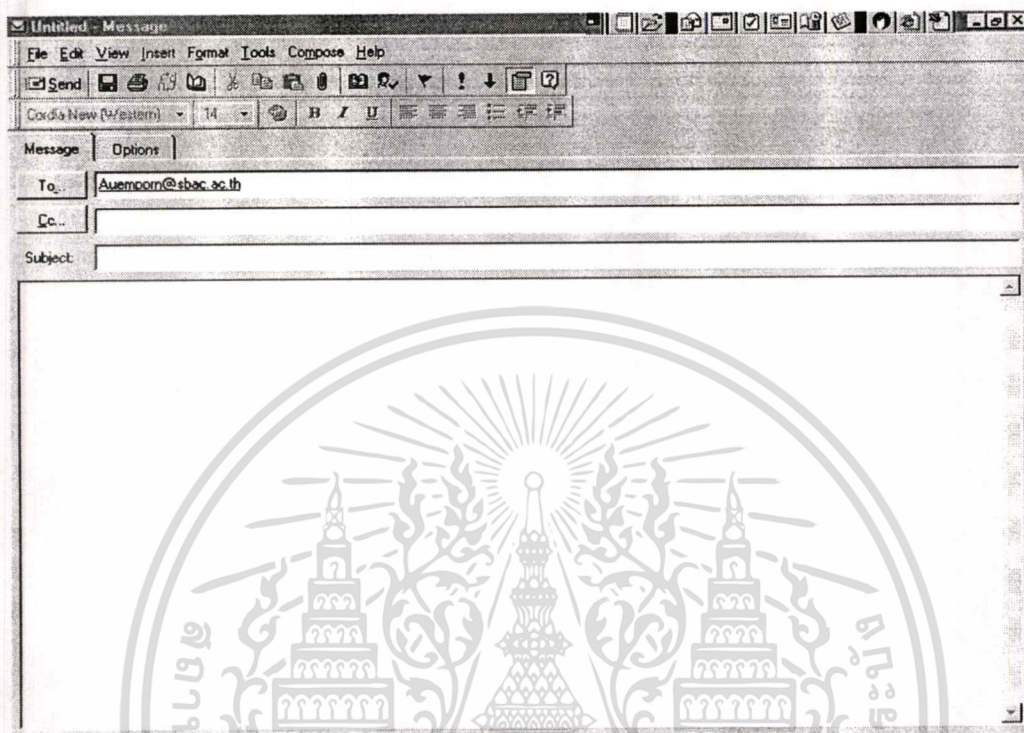 Untitled - Message
File Edit View Insert Format Tools Compose Help
Send
Cordia New (Western) 14 B I U
Message Options
To... Auemporn@sbac.ac.th
Cc...
Subject: